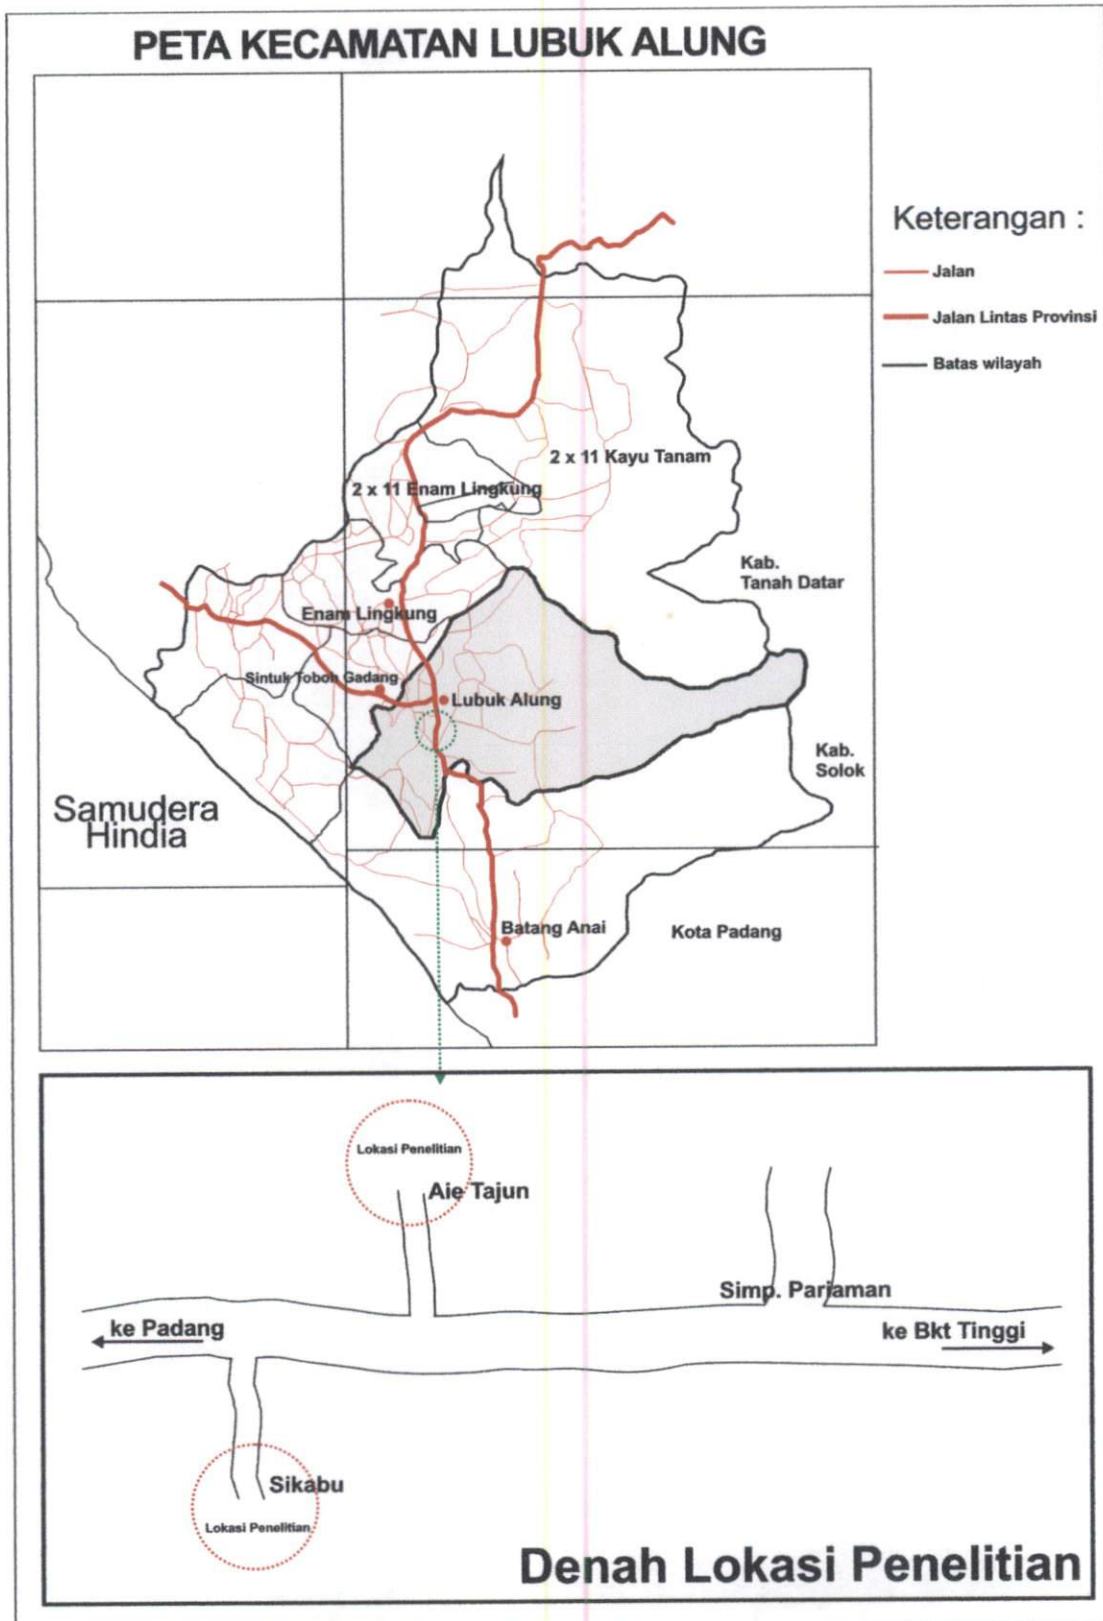 PETA KECAMATAN LUBUK ALUNG
Keterangan :
Jalan
Jalan Lintas Provinsi
Batas wilayah
2 x 11 Kayu Tanam
2 x 11 Enam Lingkung
Kab.
Tanah Datar
Enam Lingkung
Sintuk Toboh Gadang
Lubuk Alung
Kab.
Solok
Samudera
Hindia
Batang Anai
Kota Padang
Lokasi Penelitian
Aie Tajun
Simp. Pariaman
ke Padang
ke Bkt Tinggi
Sikabu
Lokasi Penelitian
Denah Lokasi Penelitian